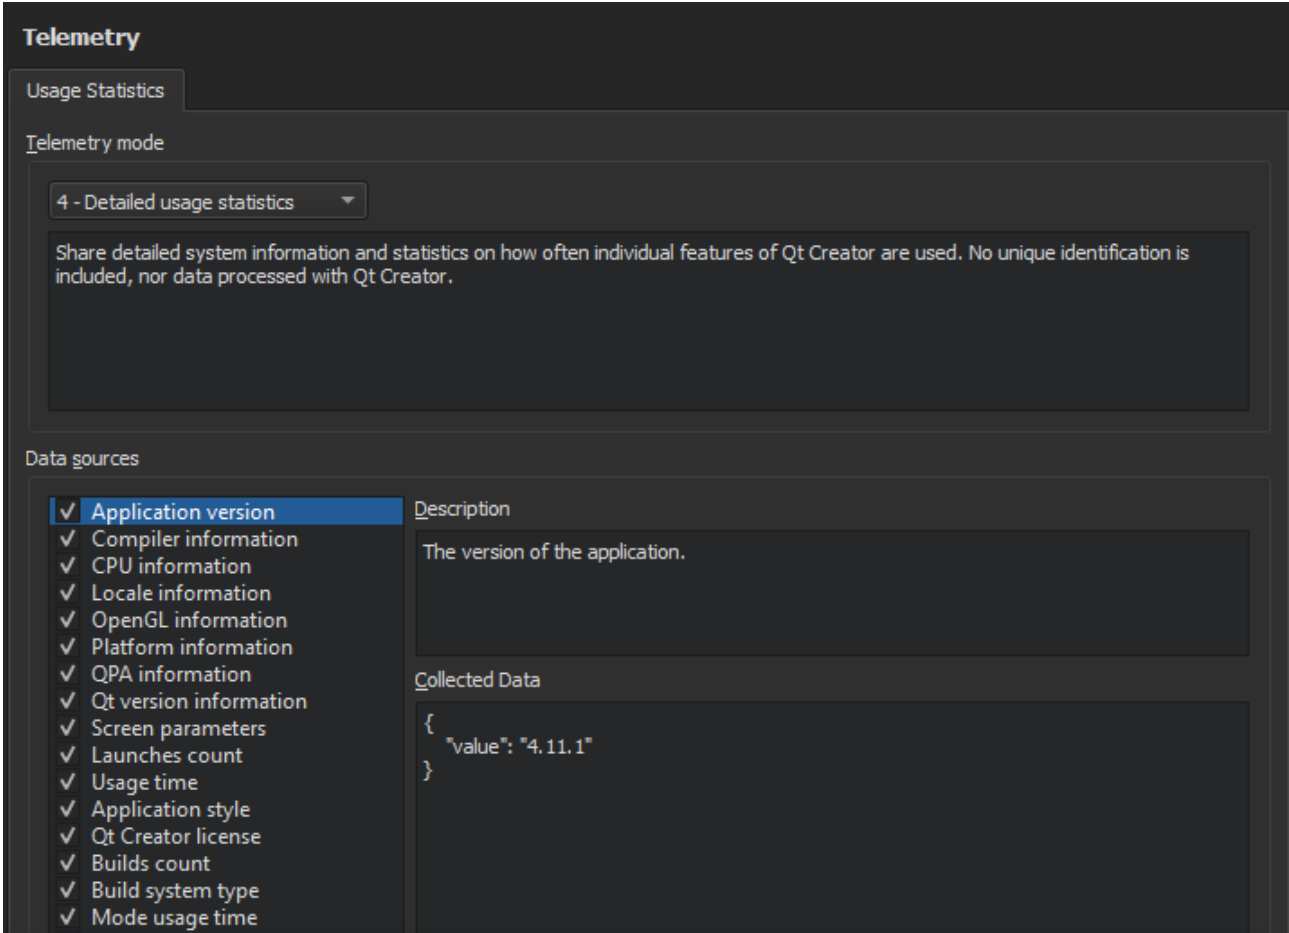 Telemetry
Usage Statistics
Telemetry mode
4 - Detailed usage statistics
Share detailed system information and statistics on how often individual features of Qt Creator are used. No unique identification is
included, nor data processed with Qt Creator.
Data sources
Application version
Compiler information
CPU information
Locale information
OpenGL information
Platform information
QPA information
Qt version information
Screen parameters
Launches count
Usage time
Application style
Qt Creator license
Builds count
Build system type
Mode usage time
Description
The version of the application.
Collected Data
{
"value": "4.11.1"
}